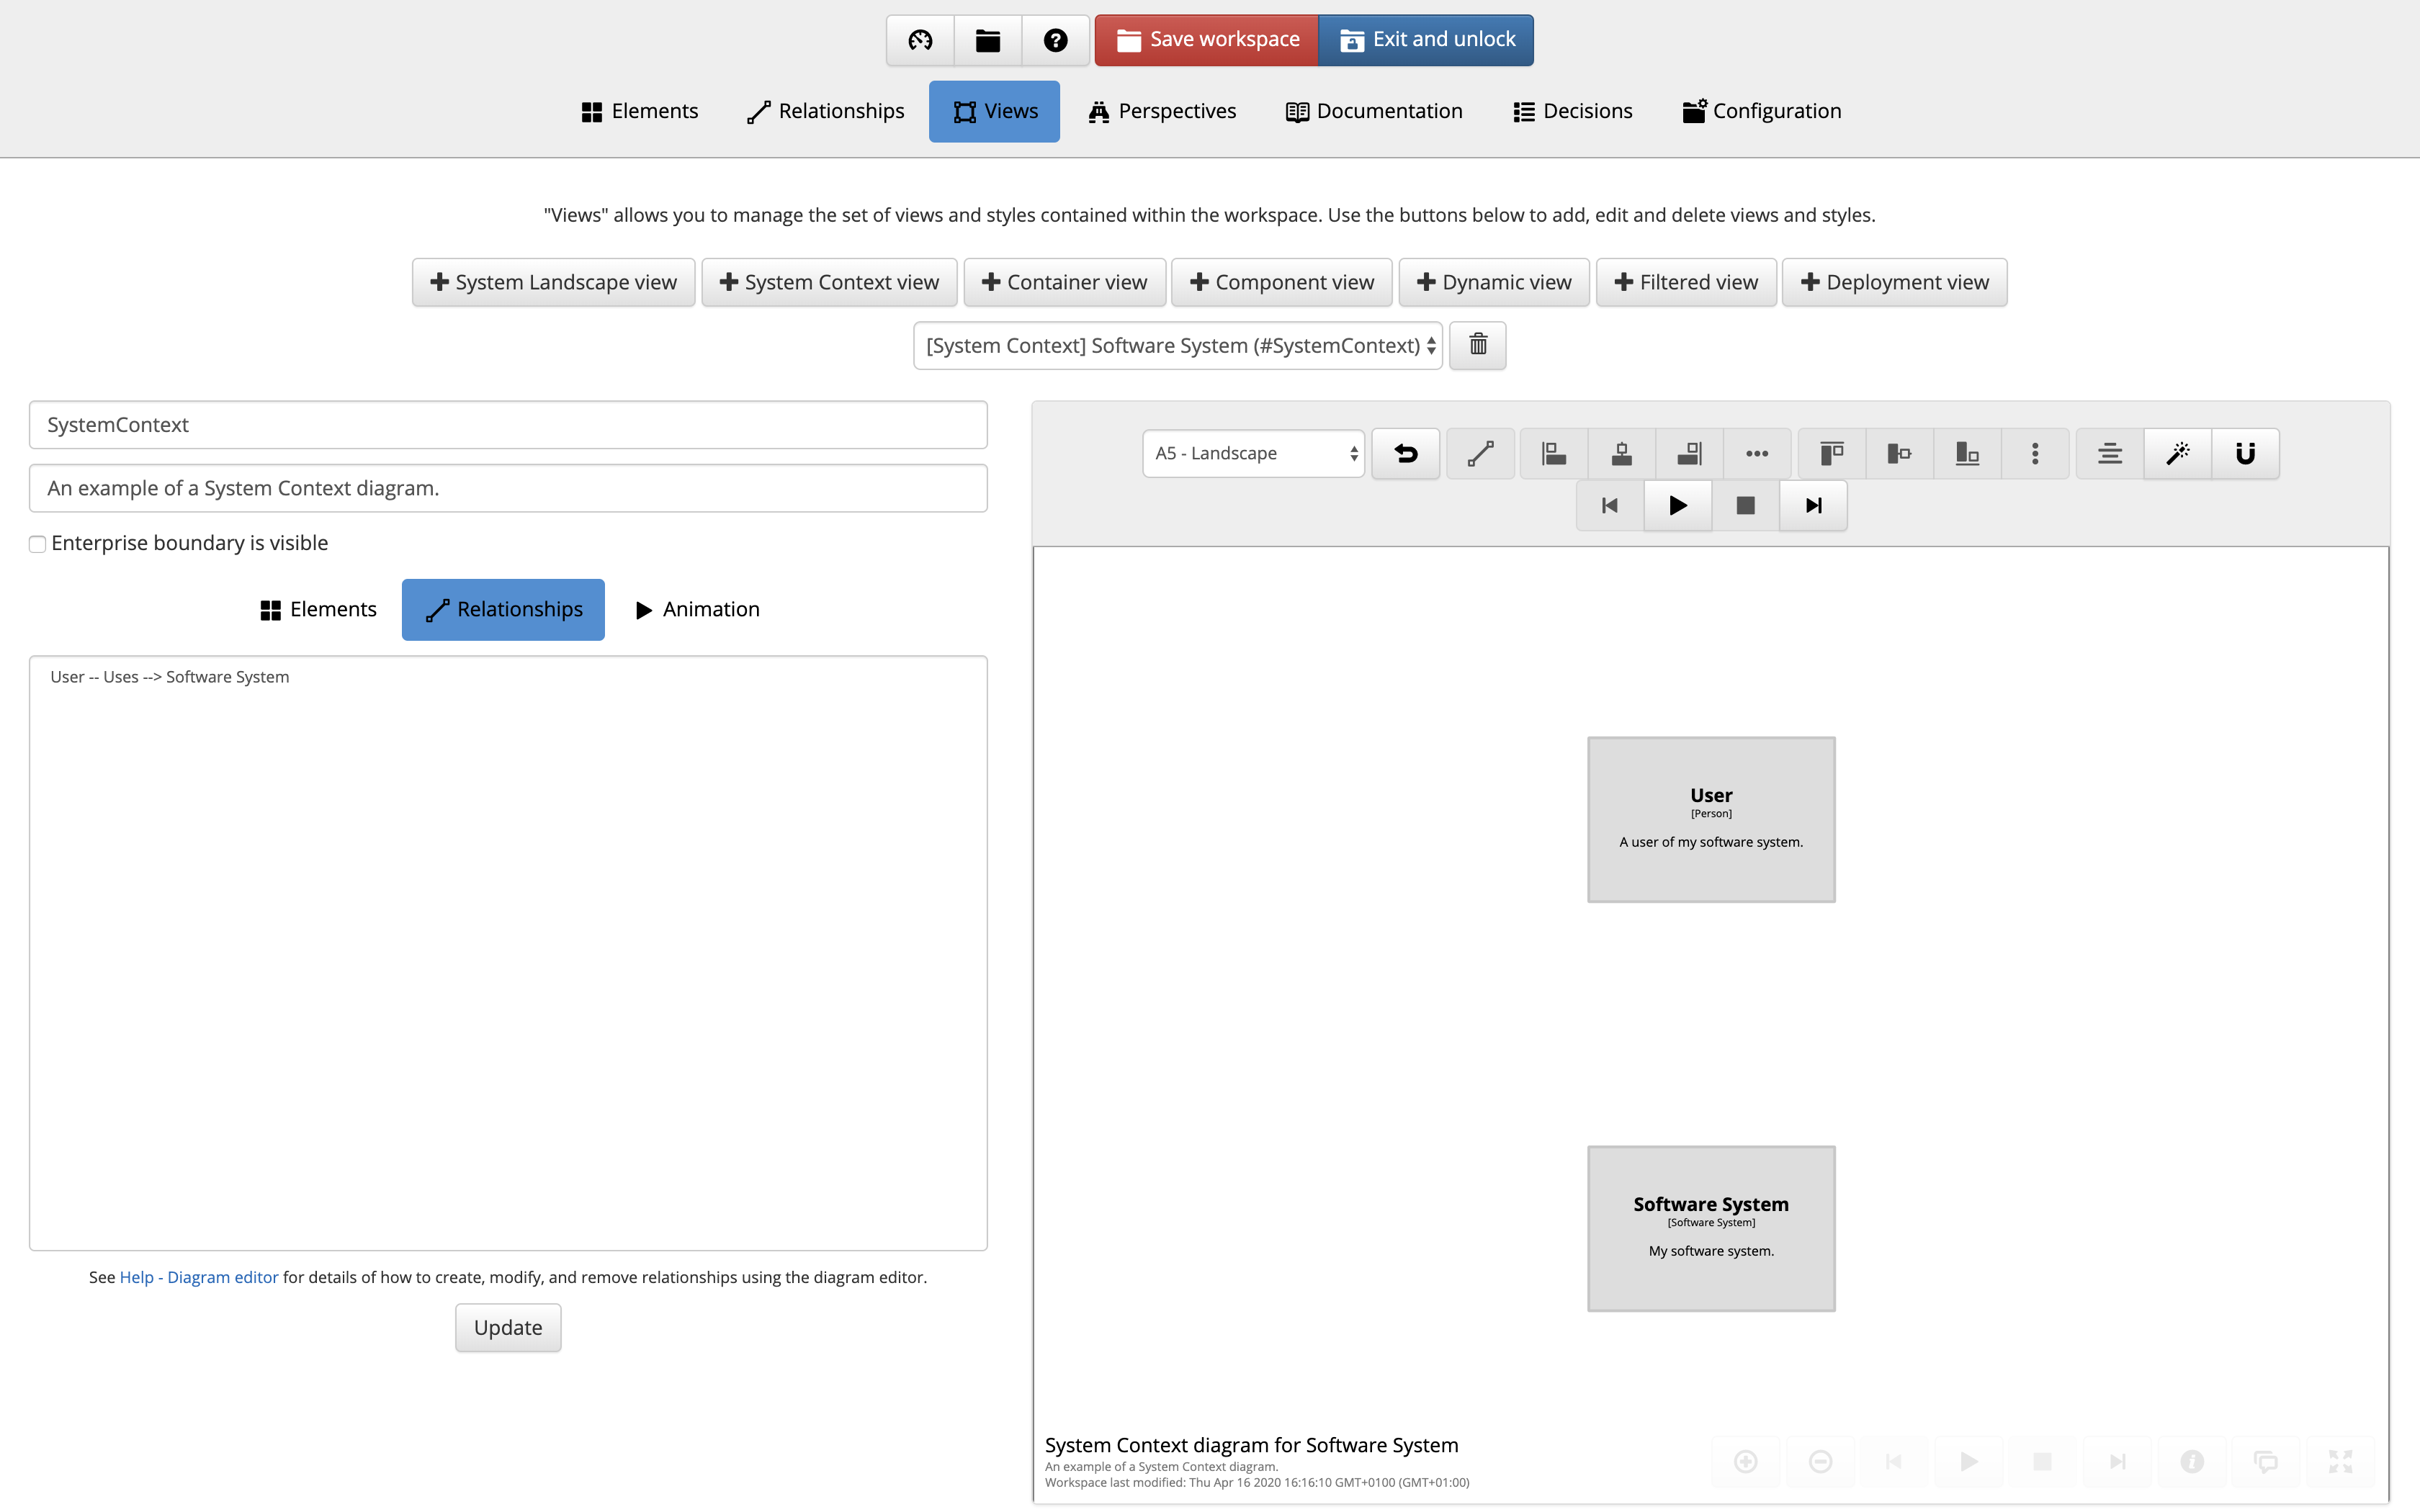 Save workspace
Exit and unlock
Elements
Relationships
Views
Perspectives
Documentation
Decisions
Configuration
"Views" allows you to manage the set of views and styles contained within the workspace. Use the buttons below to add, edit and delete views and styles.
System Landscape view
System Context view
Container view
Component view
Dynamic view
Filtered view
Deployment view
[System Context] Software System (#SystemContext)
SystemContext
An example of a System Context diagram.
Enterprise boundary is visible
Elements
Relationships
Animation
User -- Uses --> Software System
See Help - Diagram editor for details of how to create, modify, and remove relationships using the diagram editor.
Update
A5 - Landscape
User
[Person]
A user of my software system.
Software System
[Software System]
My software system.
System Context diagram for Software System
An example of a System Context diagram.
Workspace last modified: Thu Apr 16 2020 16:16:10 GMT+0100 (GMT+01:00)